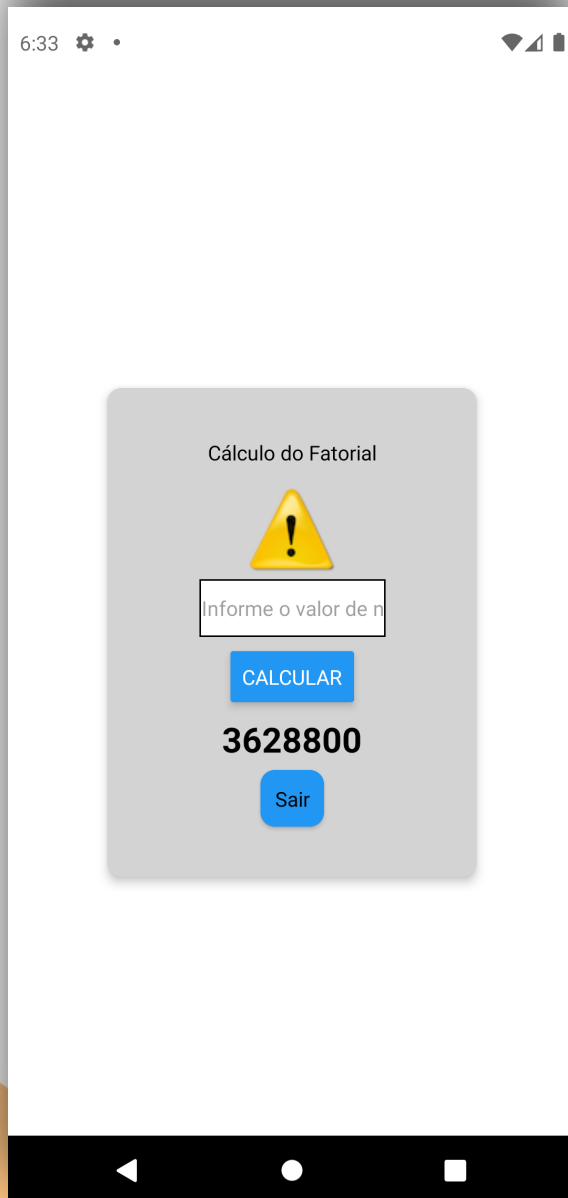 6:33
Cálculo do Fatorial
Informe o valor de n
CALCULAR
3628800
Sair